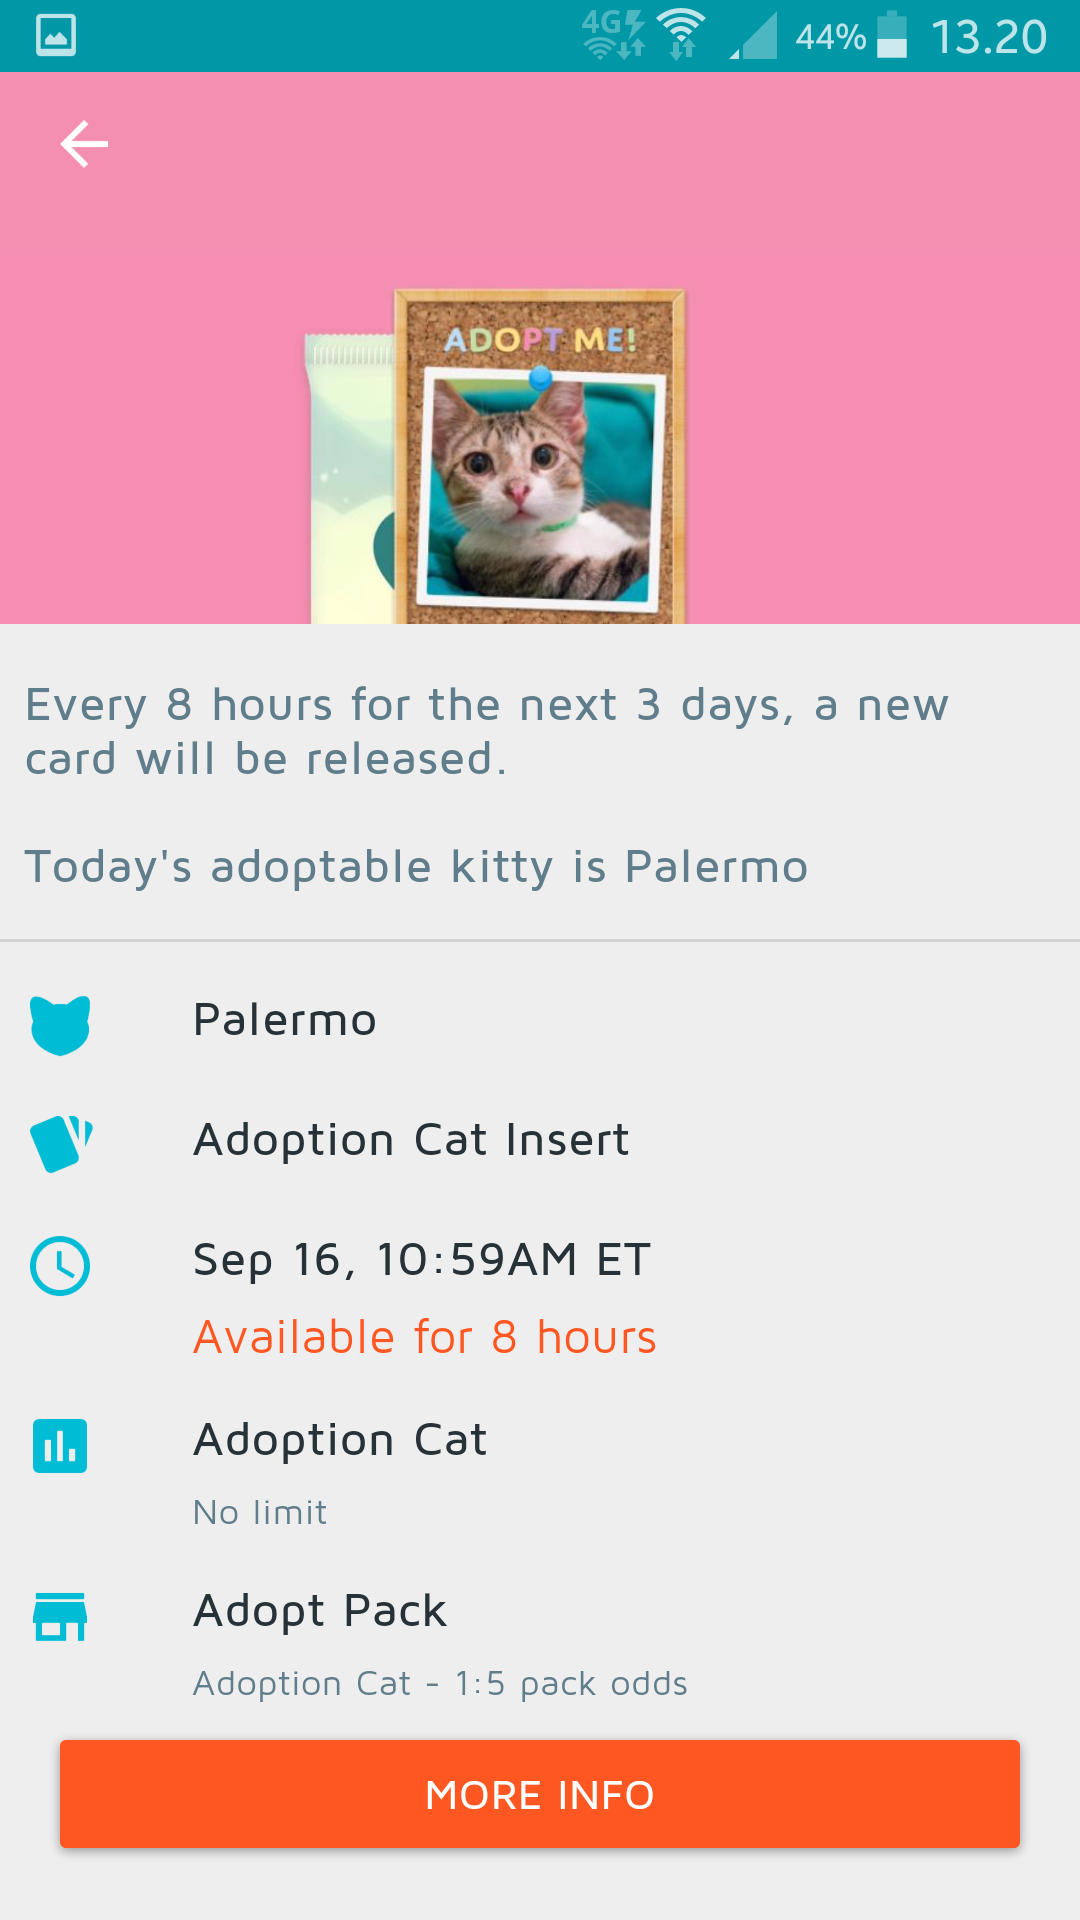 4G 44% 13.20
ADOPT ME!
Every 8 hours for the next 3 days, a new
card will be released.
Today's adoptable kitty is Palermo
Palermo
Adoption Cat Insert
Sep 16, 10:59AM ET
Available for 8 hours
Adoption Cat
No limit
Adopt Pack
Adoption Cat - 1:5 pack odds
MORE INFO